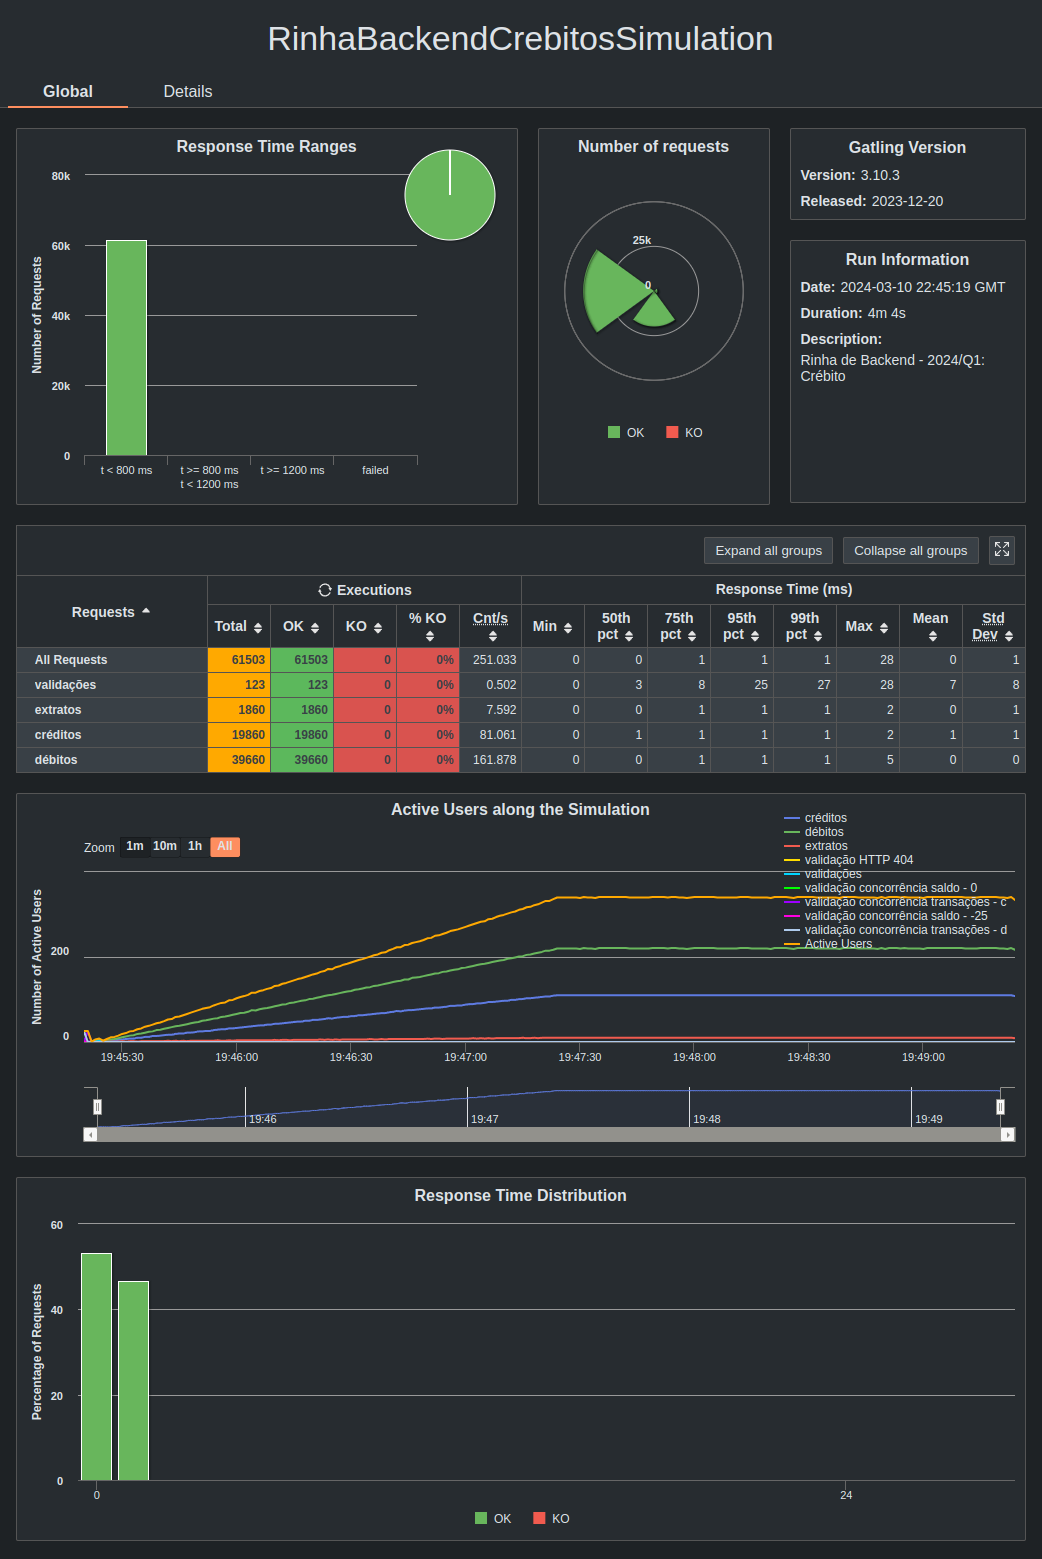 RinhaBackendCrebitosSimulation
Global Details
Response Time Ranges
80k
60k
40k
20k
0
Number of Requests
t < 800 ms
t >= 800 ms
t < 1200 ms
t >= 1200 ms
failed
Number of requests
25k
0
OK KO
Gatling Version
Version: 3.10.3
Released: 2023-12-20
Run Information
Date: 2024-03-10 22:45:19 GMT
Duration: 4m 4s
Description:
Rinha de Backend - 2024/Q1:
Crébito
Expand all groups Collapse all groups
Requests Executions Response Time (ms)
Total OK KO % KO Cnt/s Min 50th pct 75th pct 95th pct 99th pct Max Mean Std Dev
All Requests 61503 61503 0 0% 251.033 0 0 1 1 1 28 0 1
validações 123 123 0 0% 0.502 0 3 8 25 27 28 7 8
extratos 1860 1860 0 0% 7.592 0 0 1 1 1 2 0 1
créditos 19860 19860 0 0% 81.061 0 1 1 1 1 2 1 1
débitos 39660 39660 0 0% 161.878 0 0 1 1 1 5 0 0
Active Users along the Simulation
Zoom 1m 10m 1h All
créditos
débitos
extratos
validação HTTP 404
validações
validação concorrência saldo - 0
validação concorrência transações - c
validação concorrência saldo - -25
validação concorrência transações - d
Active Users
Number of Active Users
200
0
19:45:30 19:46:00 19:46:30 19:47:00 19:47:30 19:48:00 19:48:30 19:49:00
19:46 19:47 19:48 19:49
Response Time Distribution
Percentage of Requests
60
40
20
0
0 24
OK KO